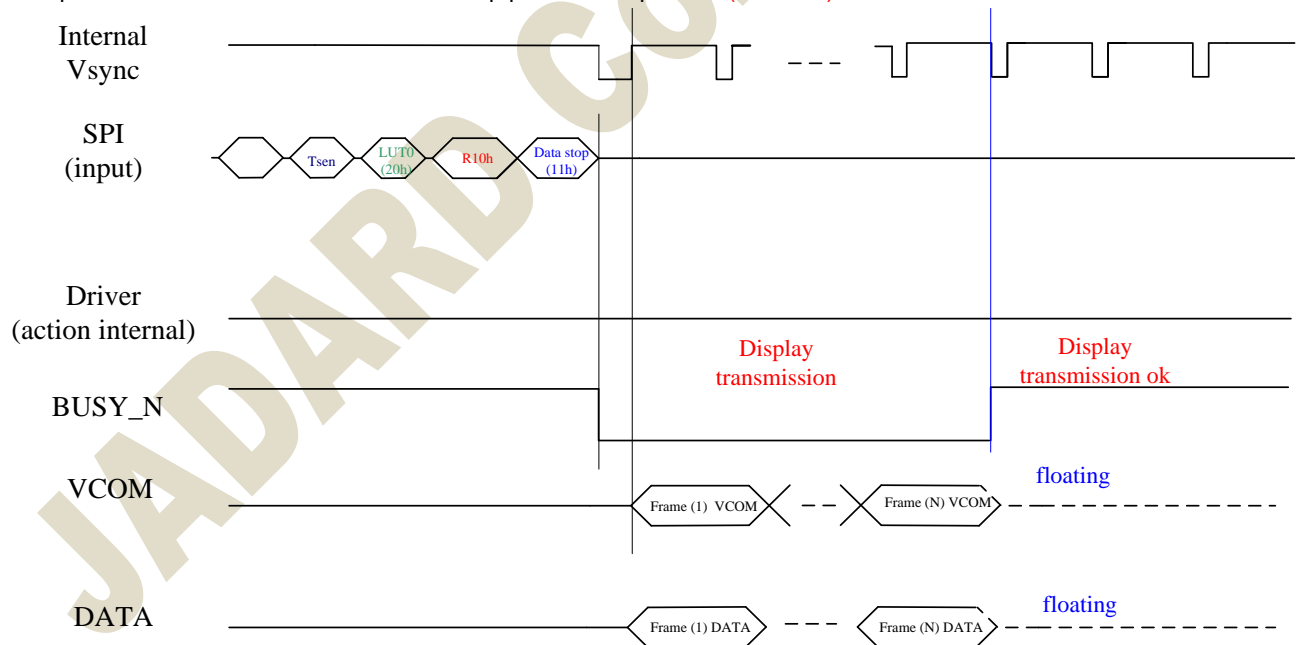 Internal
Vsync
SPI
(input)
Tsen
LUT0
(20h)
R10h
Data stop
(11h)
Driver
(action internal)
Display
transmission
Display
transmission ok
BUSY_N
VCOM
Frame (1) VCOM
Frame (N) VCOM
floating
DATA
Frame (1) DATA
Frame (N) DATA
floating
JADARD